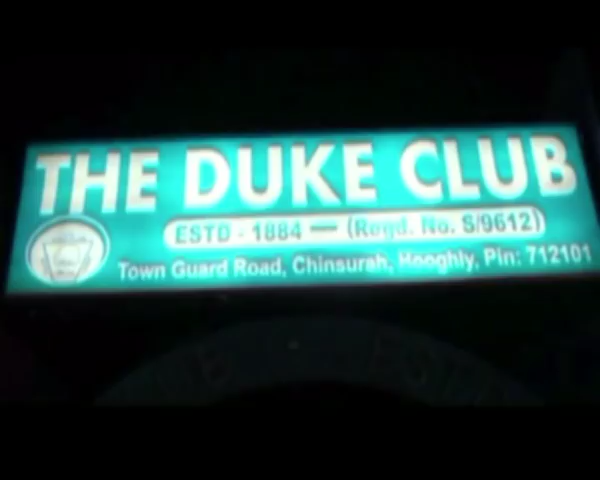 THE DUKE CLUB
ESTD - 1884 — (Regd. No. S/9612)
Town Guard Road, Chinsurah, Hooghly, Pin: 712101